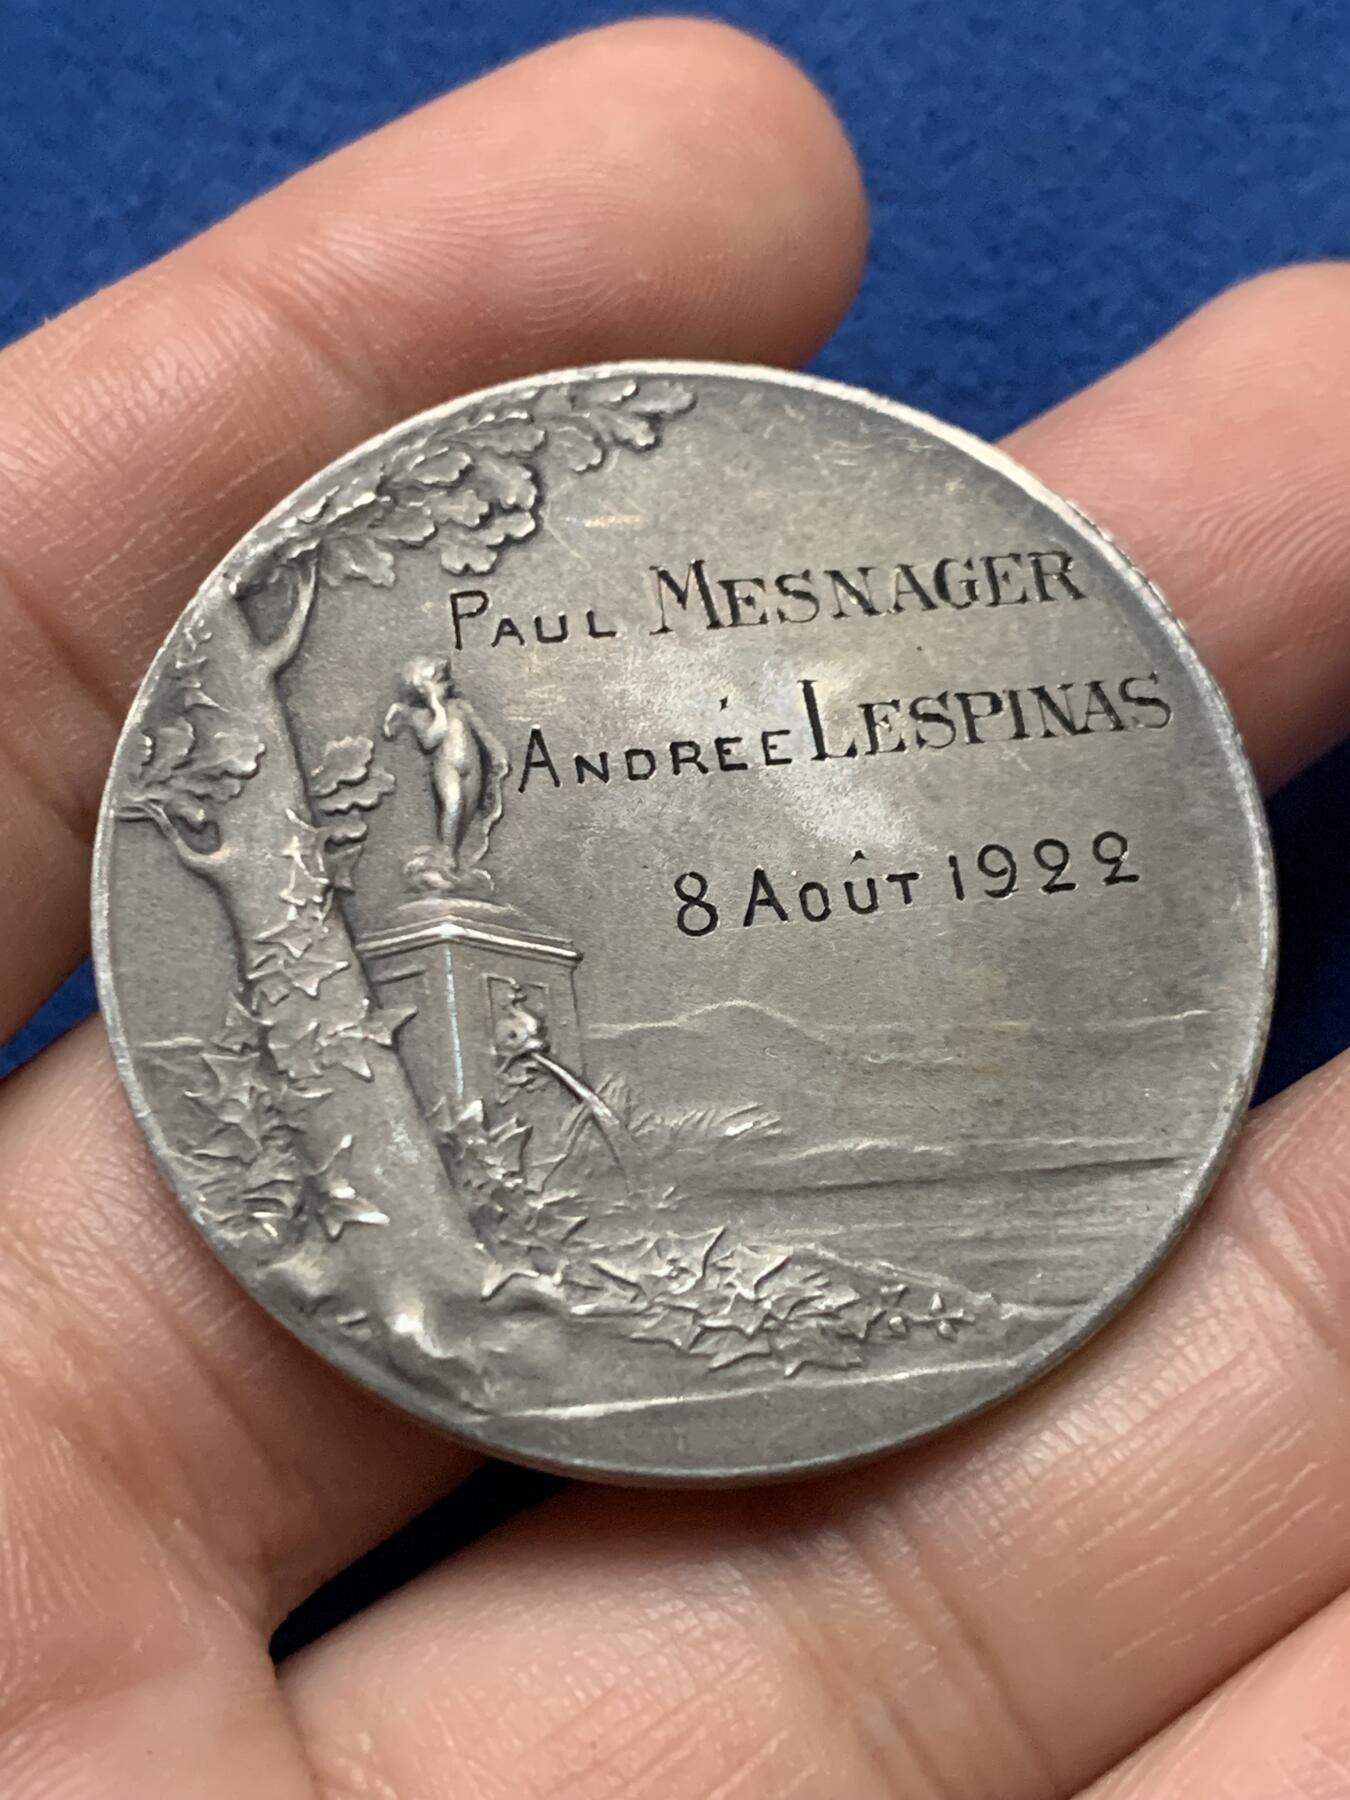 PAUL MESNAGER
ANDRÉE LESPINAS
8 AOÛT 1922